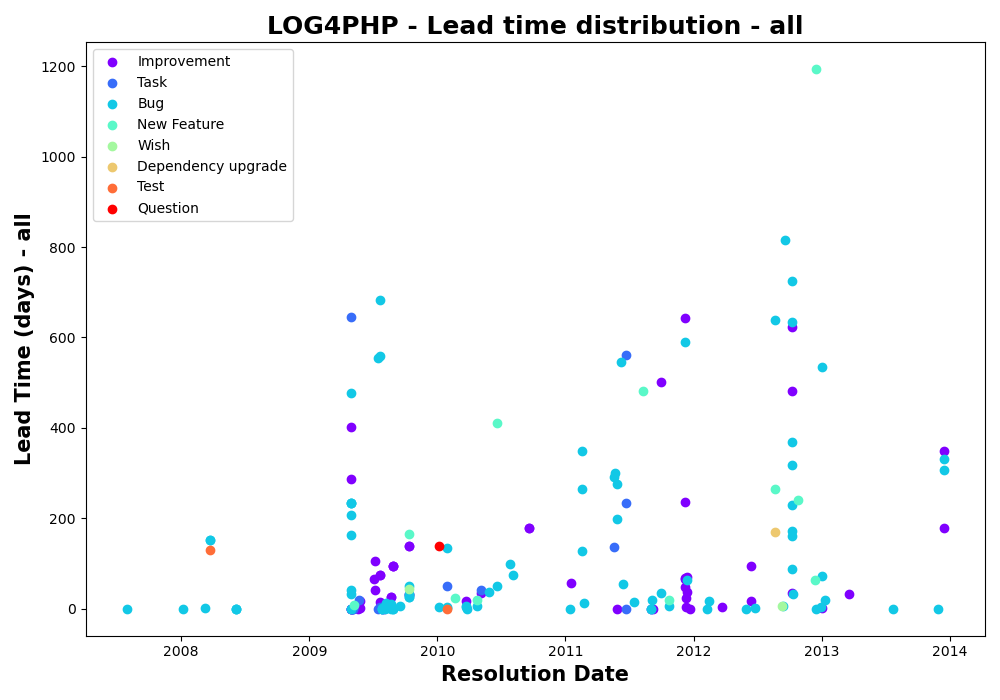 LOG4PHP - Lead time distribution - all
Improvement
Task
Bug
New Feature
Wish
Dependency upgrade
Test
Question
Lead Time (days) - all
1200
1000
800
600
400
200
0
2008
2009
2010
2011
2012
2013
2014
Resolution Date